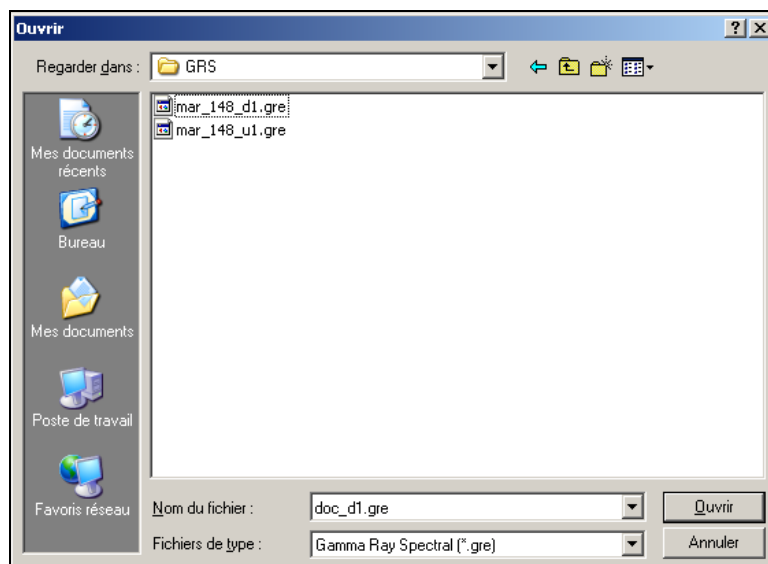 Ouvrir
Regarder dans :
GRS
mar_148_d1.gre
mar_148_u1.gre
Mes documents
récents
Bureau
Mes documents
Poste de travail
Favoris réseau
Nom du fichier :
doc_d1.gre
Ouvrir
Fichiers de type :
Gamma Ray Spectral (*.gre)
Annuler